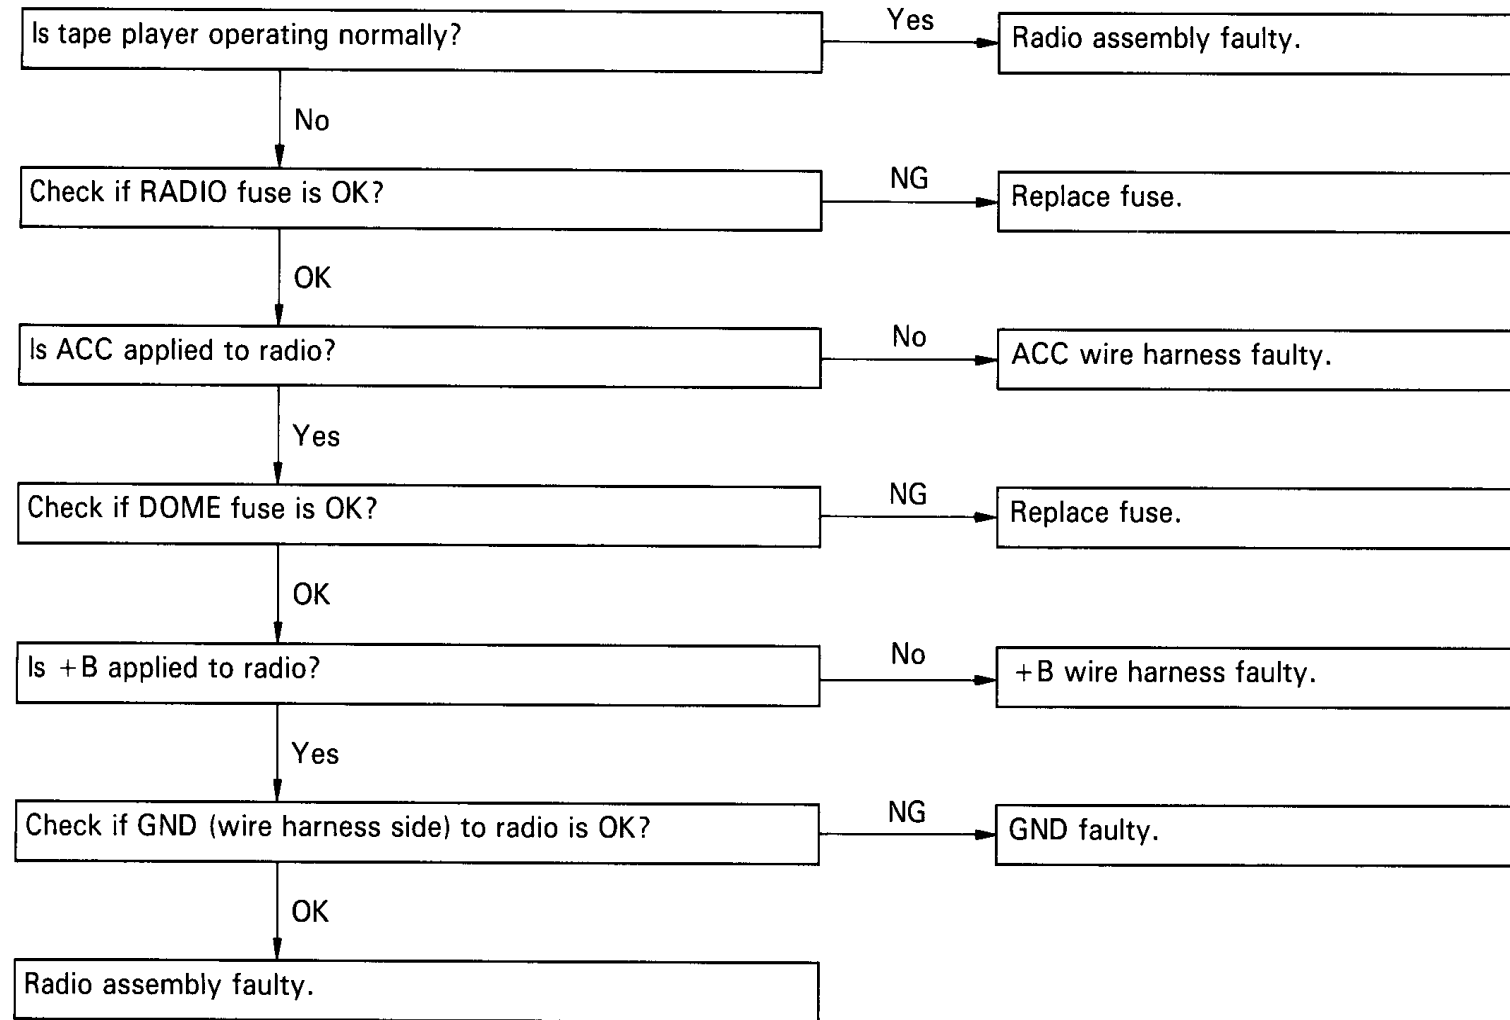 Is tape player operating normally?
Yes
Radio assembly faulty.
No
Check if RADIO fuse is OK?
NG
Replace fuse.
OK
Is ACC applied to radio?
No
ACC wire harness faulty.
Yes
Check if DOME fuse is OK?
NG
Replace fuse.
OK
Is +B applied to radio?
No
+B wire harness faulty.
Yes
Check if GND (wire harness side) to radio is OK?
NG
GND faulty.
OK
Radio assembly faulty.